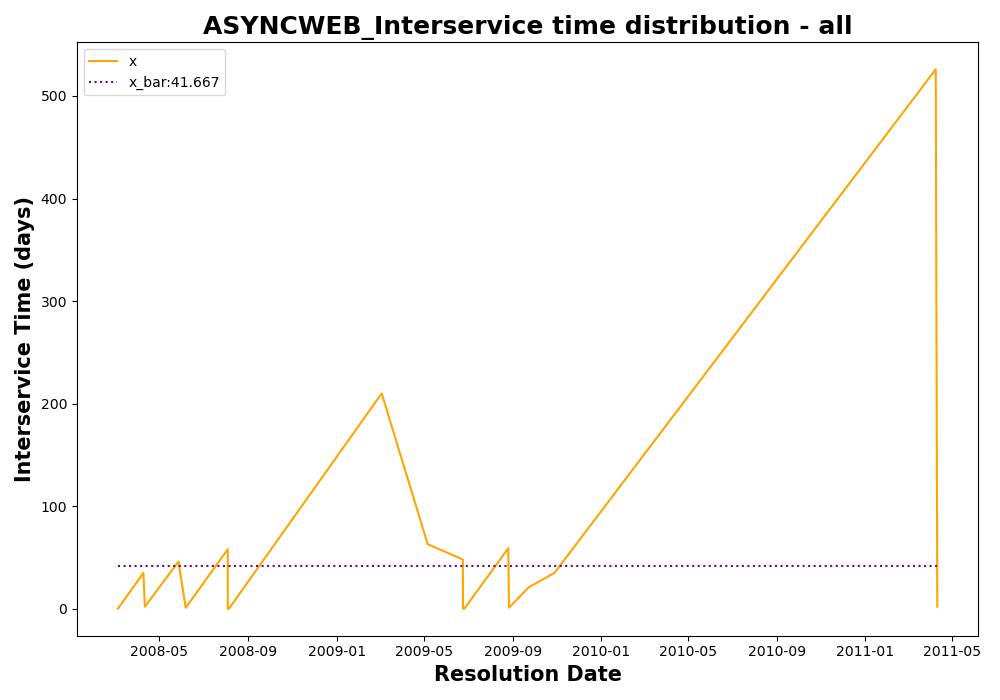 ASYNCWEB_Interservice time distribution - all
x
x_bar:41.667
Interservice Time (days)
500
400
300
200
100
0
2008-05 2008-09 2009-01 2009-05 2009-09 2010-01 2010-05 2010-09 2011-01 2011-05
Resolution Date